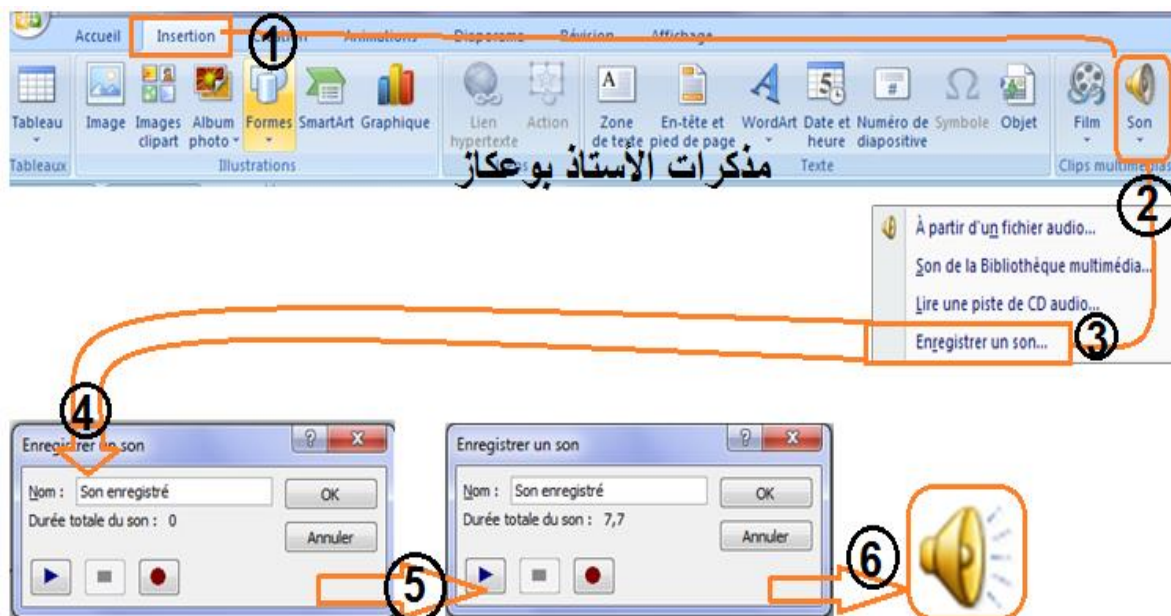 Accueil Insertion Création Animations Diaporama Révision Affichage
1
Tableau Image Images clipart Album photo Formes SmartArt Graphique Lien hypertexte Action Zone de texte En-tête et pied de page WordArt Date et heure Numéro de diapositive Symbole Objet Film Son
Tableaux Illustrations Texte Clips multimédias
مذكرات الأستاذ بوعكاز
2
À partir d'un fichier audio...
Son de la Bibliothèque multimédia...
Lire une piste de CD audio...
Enregistrer un son... 3
4
Enregistrer un son
Nom : Son enregistré OK
Durée totale du son : 0
Annuler
5
Enregistrer un son
Nom : Son enregistré OK
Durée totale du son : 7,7
Annuler
6